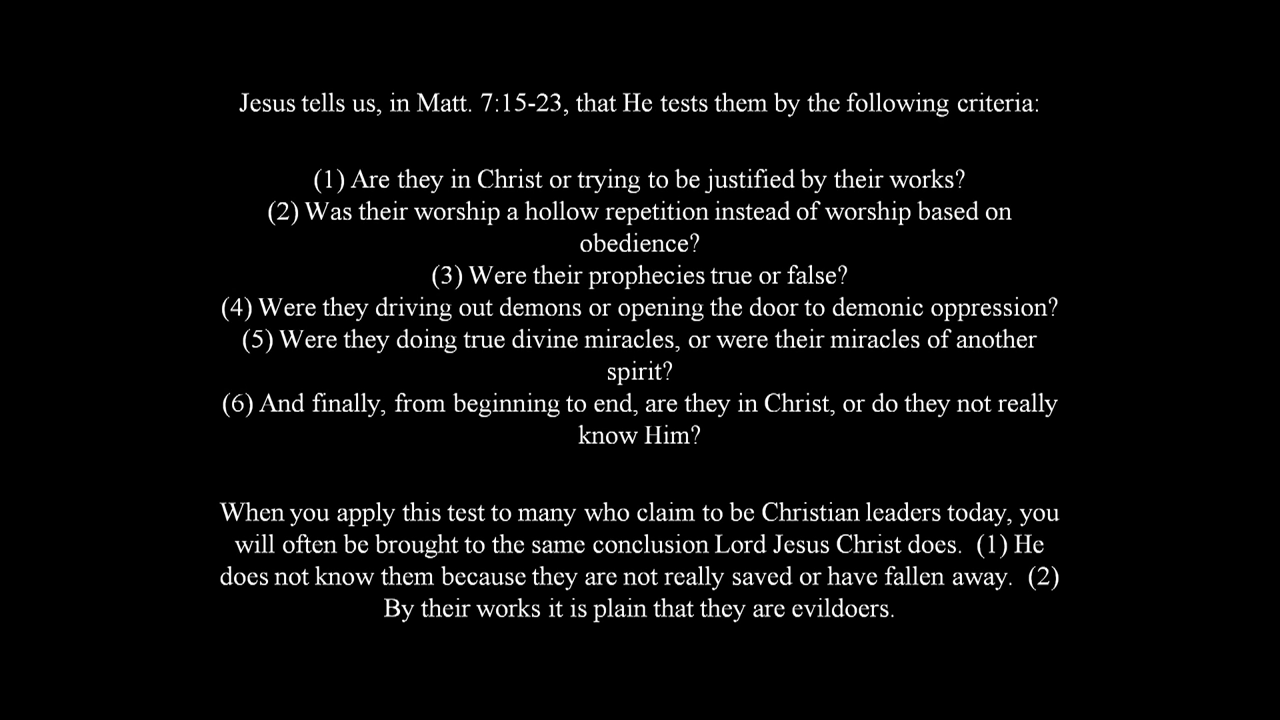 Jesus tells us, in Matt. 7:15-23, that He tests them by the following criteria:
(1) Are they in Christ or trying to be justified by their works?
(2) Was their worship a hollow repetition instead of worship based on
obedience?
(3) Were their prophecies true or false?
(4) Were they driving out demons or opening the door to demonic oppression?
(5) Were they doing true divine miracles, or were their miracles of another
spirit?
(6) And finally, from beginning to end, are they in Christ, or do they not really
know Him?
When you apply this test to many who claim to be Christian leaders today, you
will often be brought to the same conclusion Lord Jesus Christ does.  (1) He
does not know them because they are not really saved or have fallen away.  (2)
By their works it is plain that they are evildoers.